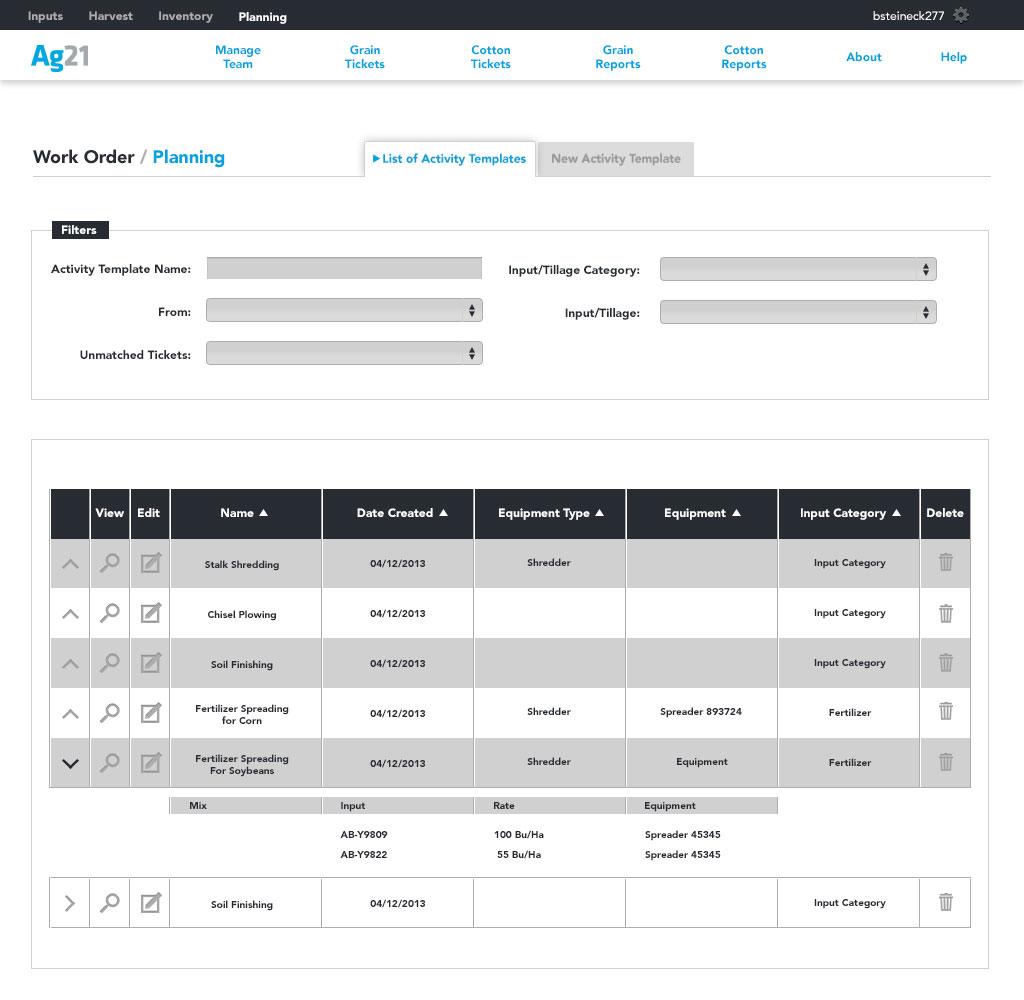 Inputs Harvest Inventory Planning bsteineck277
Ag21
Manage Team
Grain Tickets
Cotton Tickets
Grain Reports
Cotton Reports
About
Help
Work Order / Planning
List of Activity Templates
New Activity Template
Filters
Activity Template Name:
Input/Tillage Category:
From:
Input/Tillage:
Unmatched Tickets:
View Edit Name Date Created Equipment Type Equipment Input Category Delete
Stalk Shredding 04/12/2013 Shredder Input Category
Chisel Plowing 04/12/2013 Input Category
Soil Finishing 04/12/2013 Input Category
Fertilizer Spreading for Corn 04/12/2013 Shredder Spreader 893724 Fertilizer
Fertilizer Spreading For Soybeans 04/12/2013 Shredder Equipment Fertilizer
Mix Input Rate Equipment
AB-Y9809 100 Bu/Ha Spreader 45345
AB-Y9822 55 Bu/Ha Spreader 45345
Soil Finishing 04/12/2013 Input Category